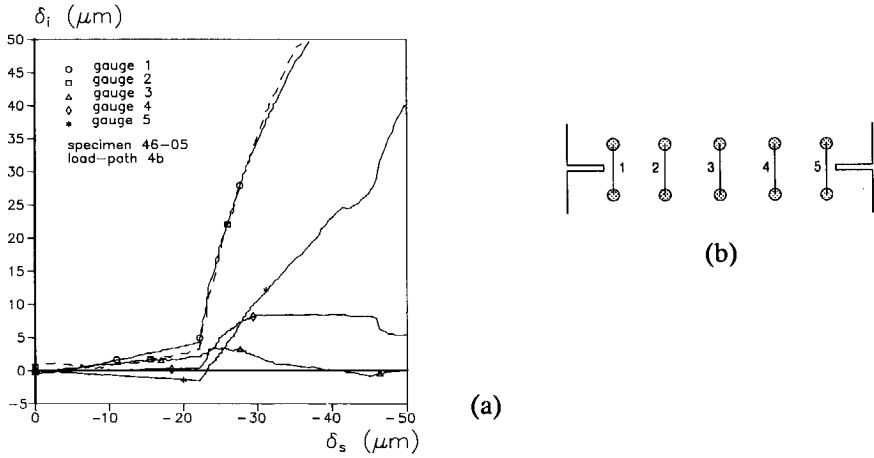 δᵢ (μm)
50
45
40
35
30
25
20
15
10
5
0
-5
gauge 1
gauge 2
gauge 3
gauge 4
gauge 5
specimen 46-05
load-path 4b
0 -10 -20 -30 -40 -50
δₛ (μm)
(a)
1 2 3 4 5
(b)